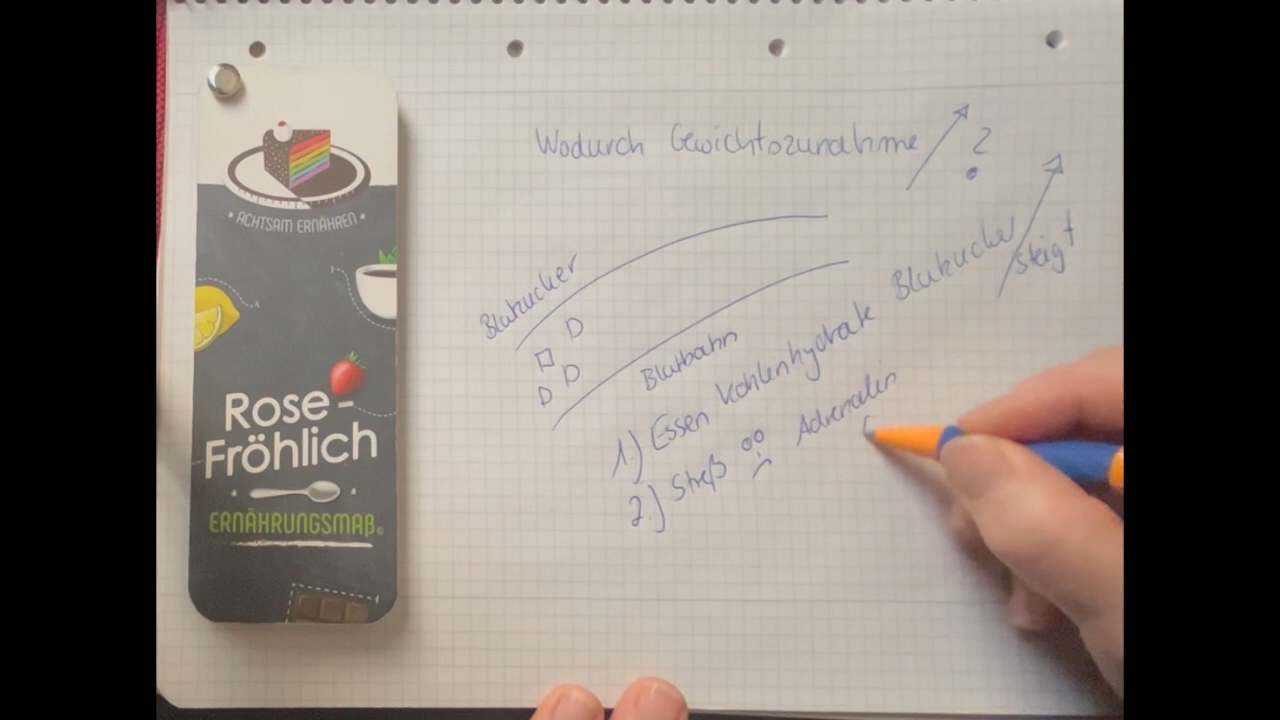 • ACHTSAM ERNÄHREN •
Rose-
Fröhlich
ERNÄHRUNGSMAß©
Wodurch Gewichtszunahme ?
Blutzucker
Blutbahn
1.) Essen Kohlenhydrate Blutzucker steigt
2.) Streß Adrenalin